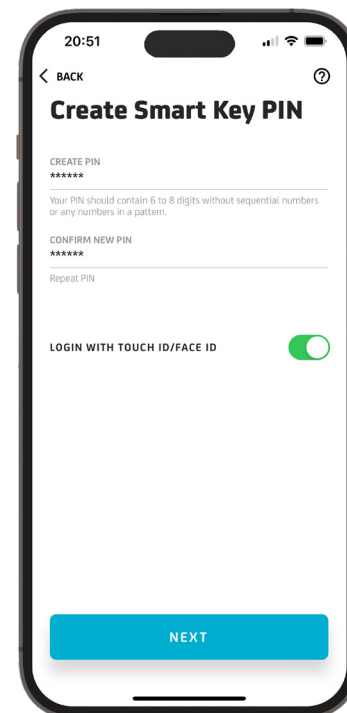 20:51
BACK
Create Smart Key PIN
CREATE PIN
******
Your PIN should contain 6 to 8 digits without sequential numbers
or any numbers in a pattern.
CONFIRM NEW PIN
******
Repeat PIN
LOGIN WITH TOUCH ID/FACE ID
NEXT